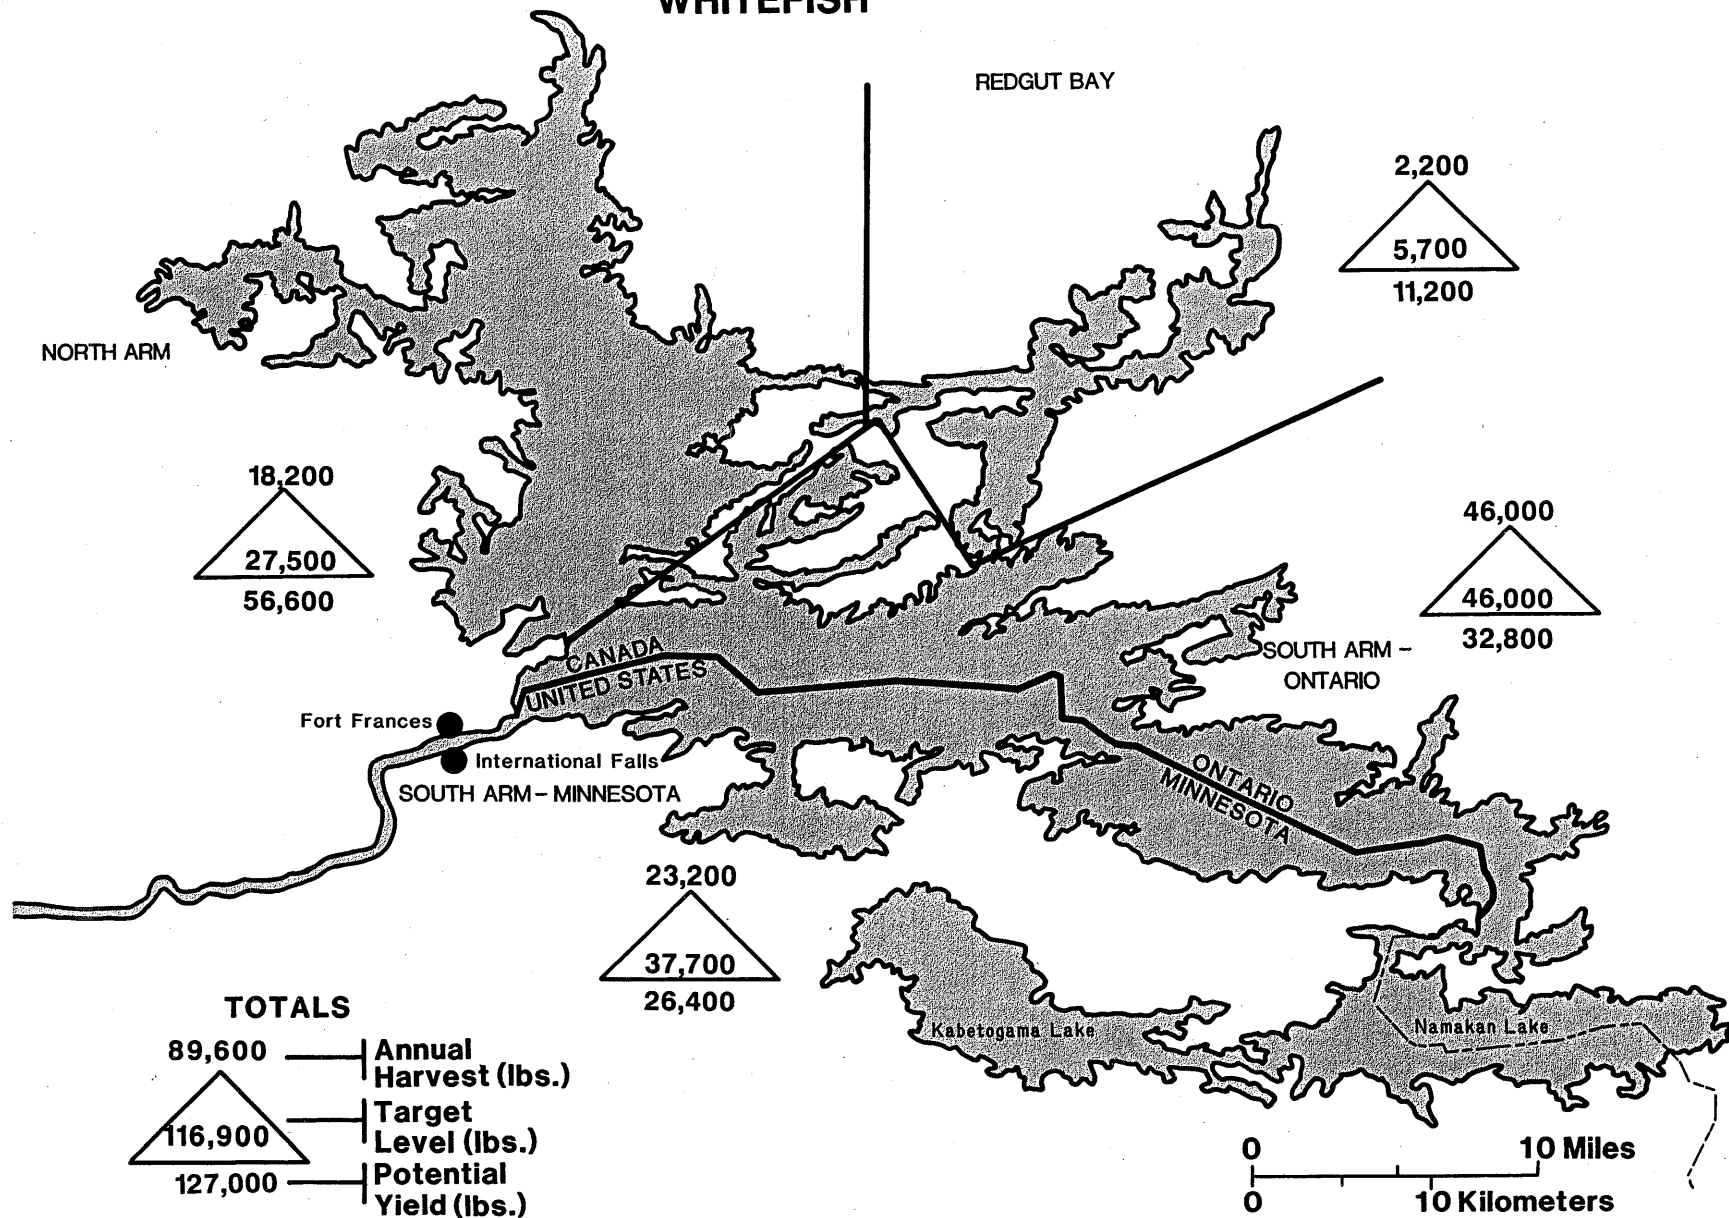 WHITEFISH
REDGUT BAY
2,200
5,700
11,200
NORTH ARM
18,200
27,500
56,600
46,000
46,000
32,800
SOUTH ARM –
ONTARIO
CANADA
UNITED STATES
Fort Frances
International Falls
SOUTH ARM – MINNESOTA
ONTARIO
MINNESOTA
23,200
37,700
26,400
Kabetogama Lake
Namakan Lake
TOTALS
89,600
Annual
Harvest (lbs.)
116,900
Target
Level (lbs.)
127,000
Potential
Yield (lbs.)
0 10 Miles
0 10 Kilometers